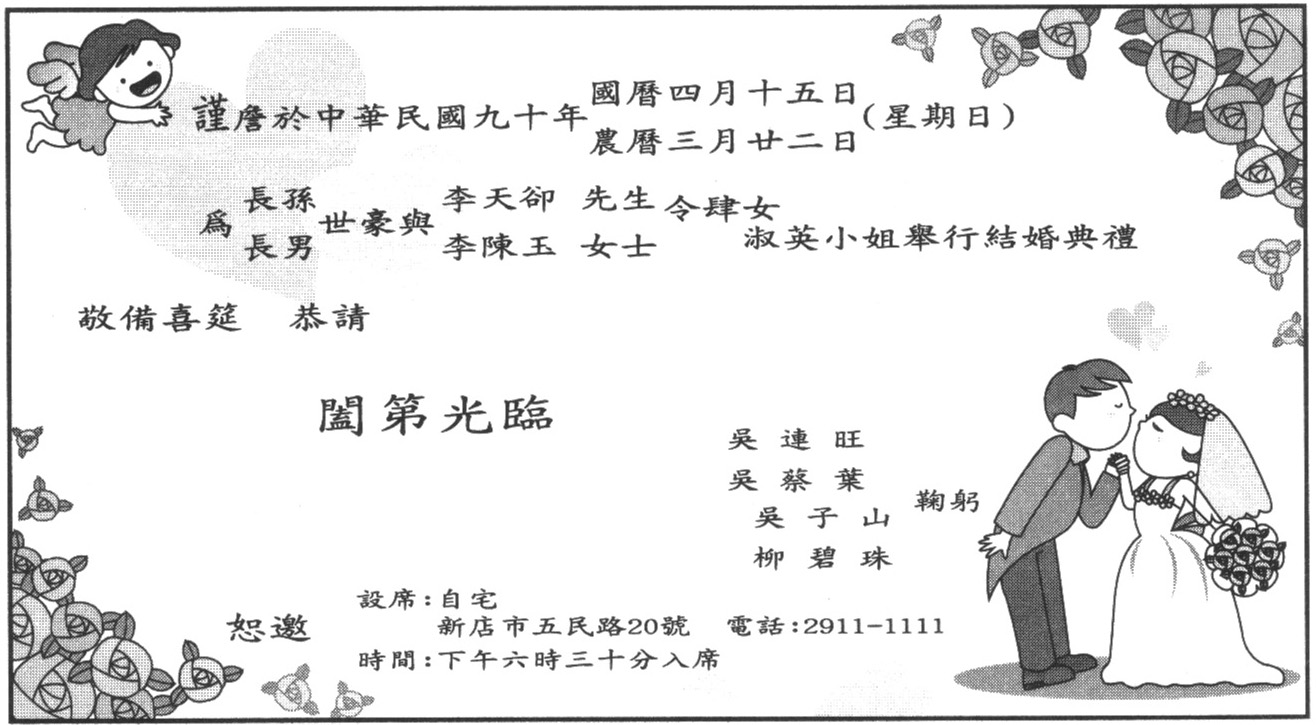 謹詹於中華民國九十年國曆四月十五日(星期日)
農曆三月廿二日
為長孫世豪與李天卻 先生令肆女
長男 李陳玉 女士
淑英小姐舉行結婚典禮
敬備喜筵 恭請
闔第光臨
吳連旺
吳蔡葉
吳子山
鞠躬
柳碧珠
恕邀
設席:自宅
新店市五民路20號 電話:2911-1111
時間:下午六時三十分入席